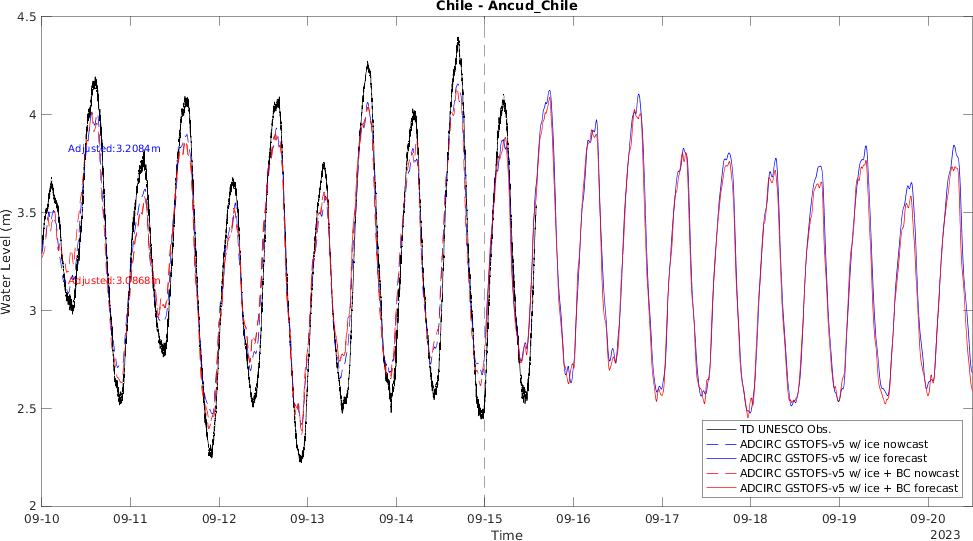 Chile - Ancud_Chile
4.5
4
3.5
3
2.5
2
Water Level (m)
Adjusted:3.2084m
Adjusted:3.0868m
TD UNESCO Obs.
ADCIRC GSTOFS-v5 w/ ice nowcast
ADCIRC GSTOFS-v5 w/ ice forecast
ADCIRC GSTOFS-v5 w/ ice + BC nowcast
ADCIRC GSTOFS-v5 w/ ice + BC forecast
09-10 09-11 09-12 09-13 09-14 09-15 09-16 09-17 09-18 09-19 09-20
Time
2023